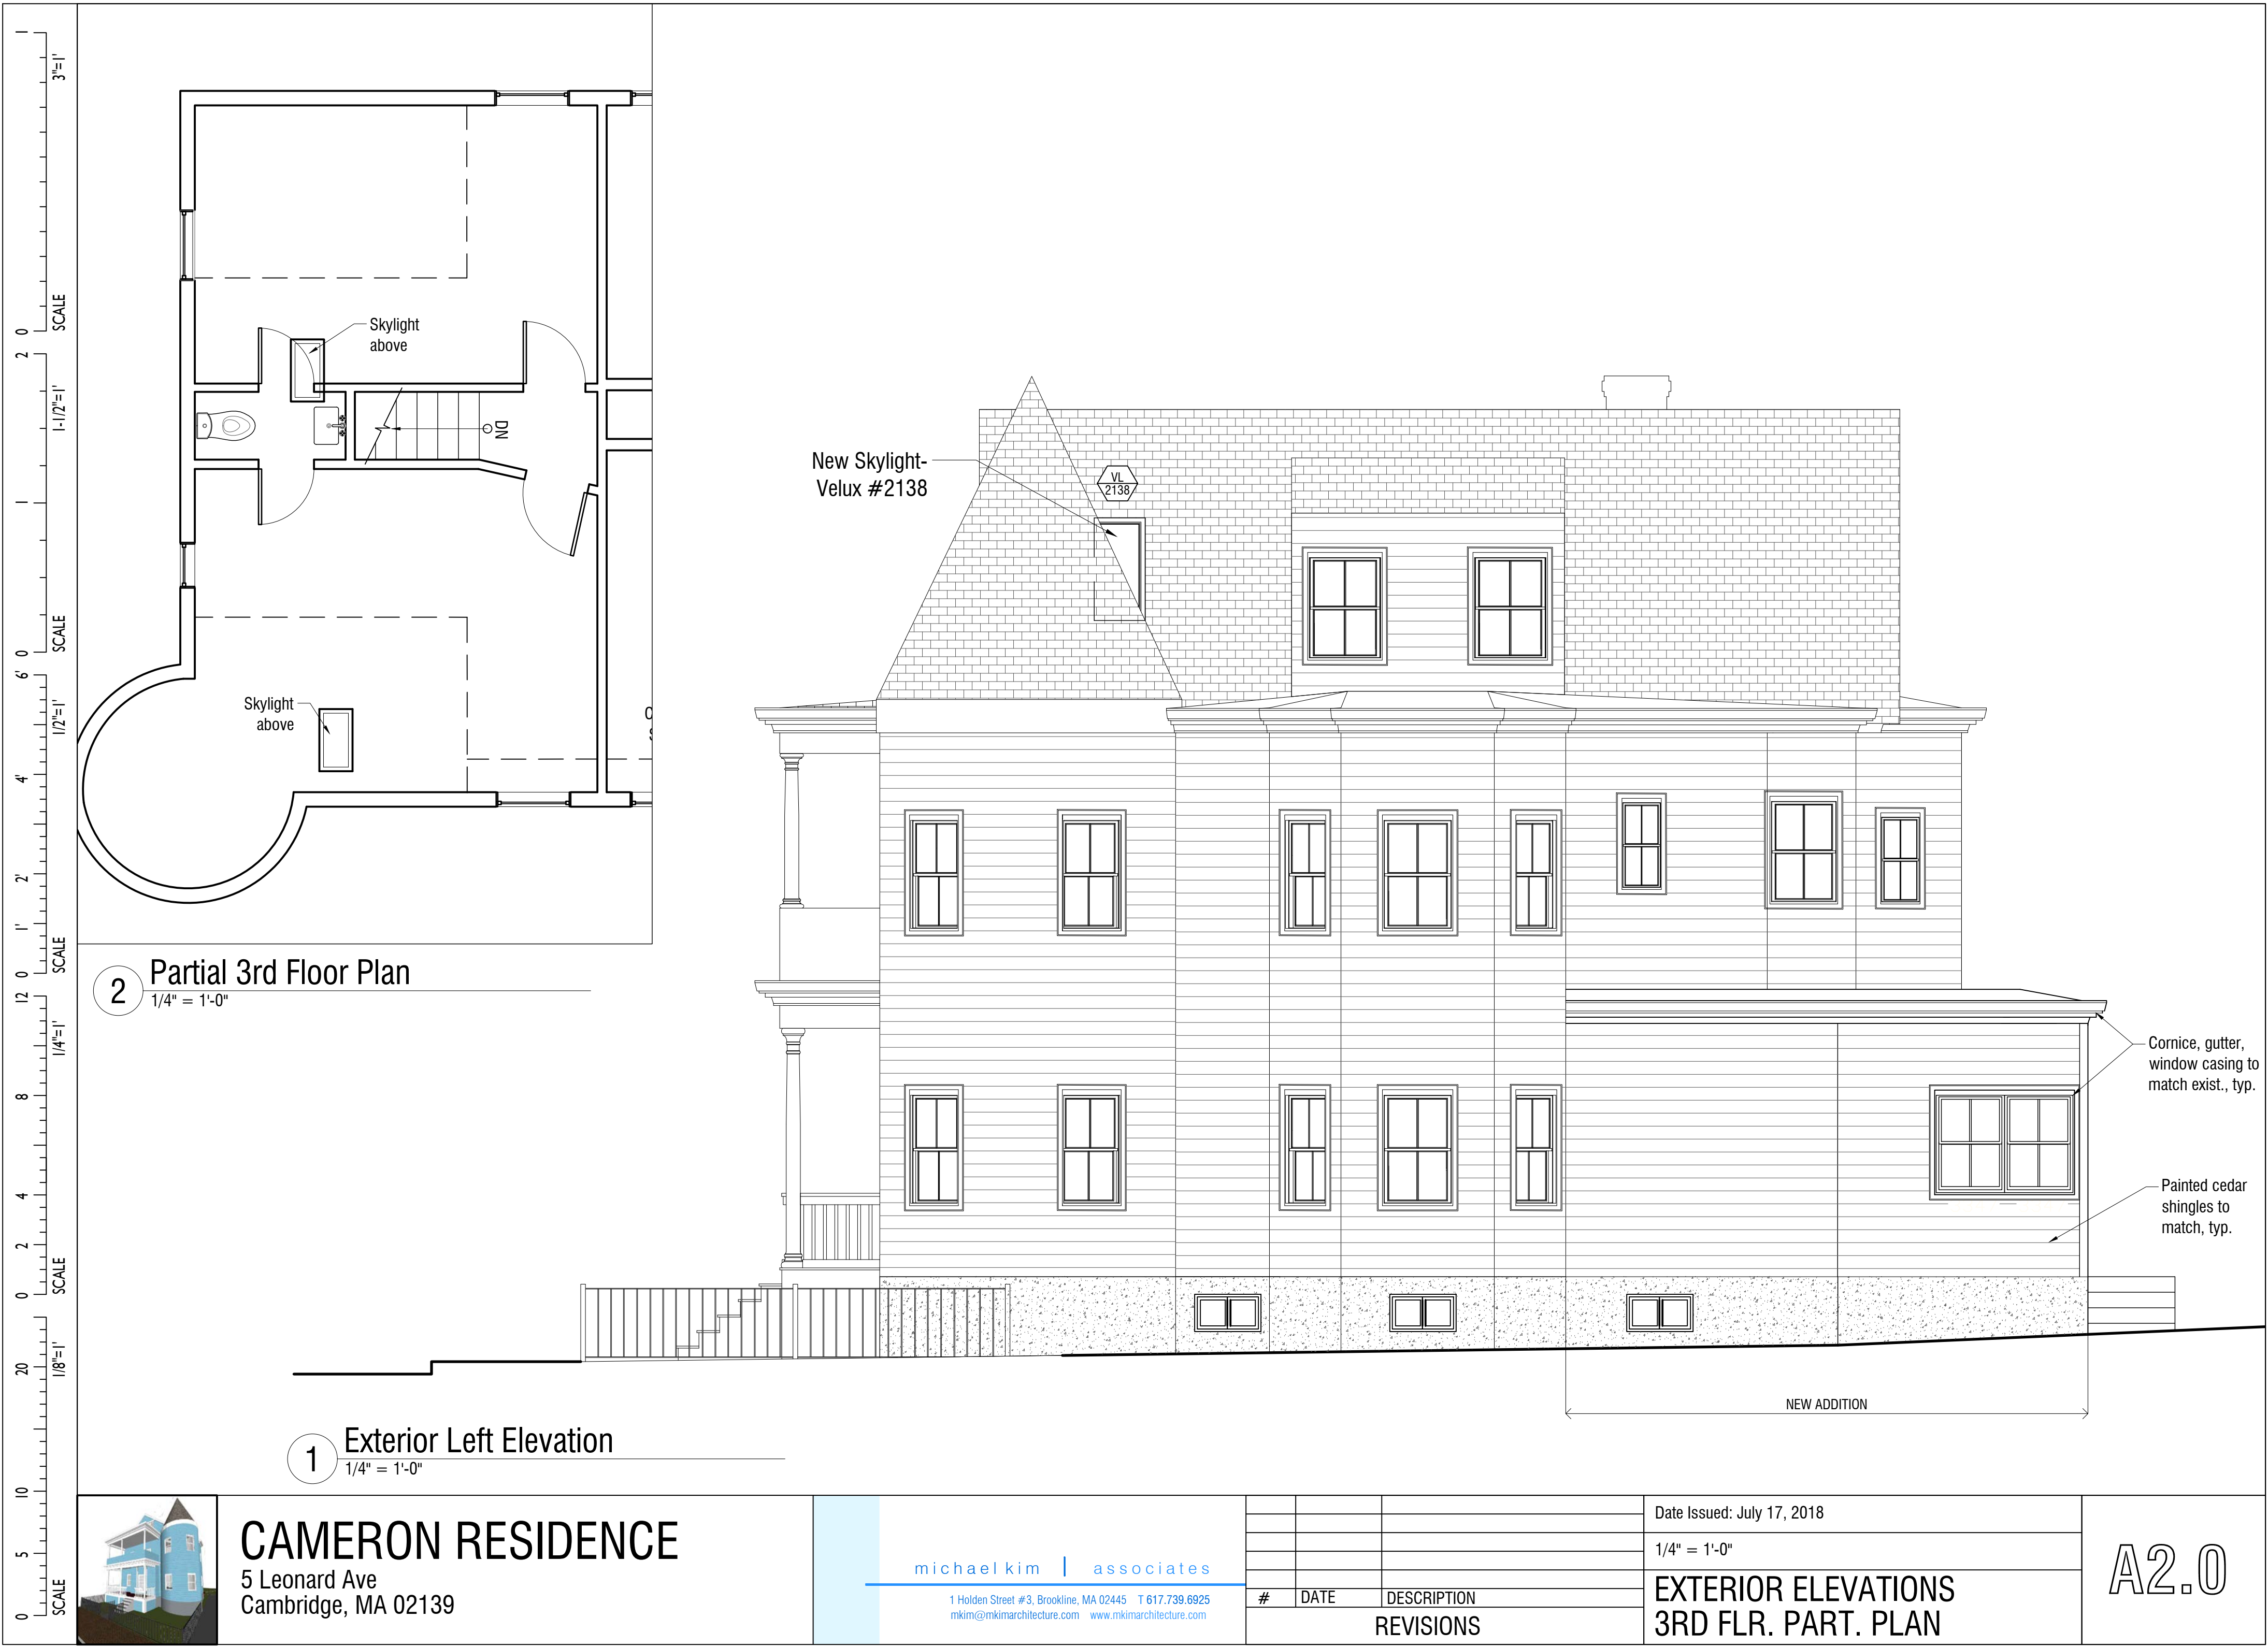 Skylight
above
DN
Skylight
above
2
Partial 3rd Floor Plan
1/4" = 1'-0"
New Skylight-
Velux #2138
VL
2138
Cornice, gutter,
window casing to
match exist., typ.
Painted cedar
shingles to
match, typ.
NEW ADDITION
1
Exterior Left Elevation
1/4" = 1'-0"
1
3"=1'
0
SCALE
2
1-1/2"=1'
1
0
SCALE
6'
1/2"=1'
4'
2'
1'
0
SCALE
12
1/4"=1'
8
4
2
0
SCALE
20
1/8"=1'
10
5
0
SCALE
CAMERON RESIDENCE
5 Leonard Ave
Cambridge, MA 02139
michael kim | associates
1 Holden Street #3, Brookline, MA 02445 T 617.739.6925
mkim@mkimarchitecture.com www.mkimarchitecture.com
# DATE DESCRIPTION
REVISIONS
Date Issued: July 17, 2018
1/4" = 1'-0"
EXTERIOR ELEVATIONS
3RD FLR. PART. PLAN
A2.0